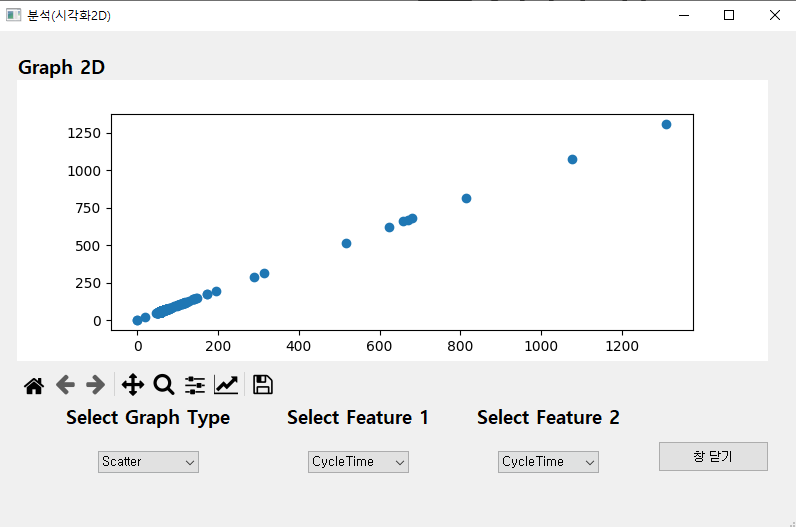 분석(시각화2D)
Graph 2D
1250
1000
750
500
250
0
0 200 400 600 800 1000 1200
Select Graph Type Select Feature 1 Select Feature 2
Scatter CycleTime CycleTime 창 닫기